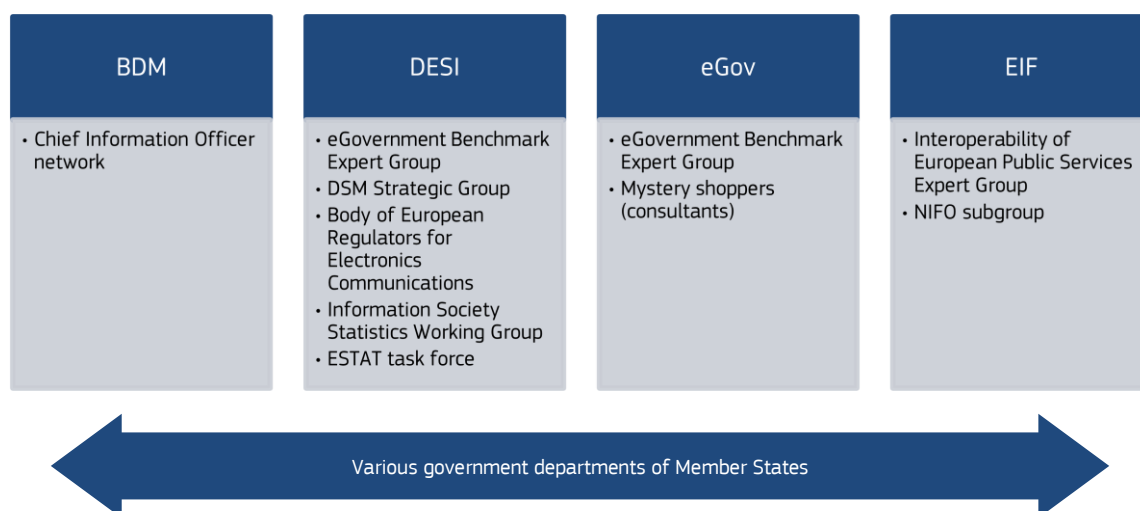 BDM
• Chief Information Officer
network
DESI
• eGovernment Benchmark
Expert Group
• DSM Strategic Group
• Body of European
Regulators for
Electronics
Communications
• Information Society
Statistics Working Group
• ESTAT task force
eGov
• eGovernment Benchmark
Expert Group
• Mystery shoppers
(consultants)
EIF
• Interoperability of
European Public Services
Expert Group
• NIFO subgroup
Various government departments of Member States